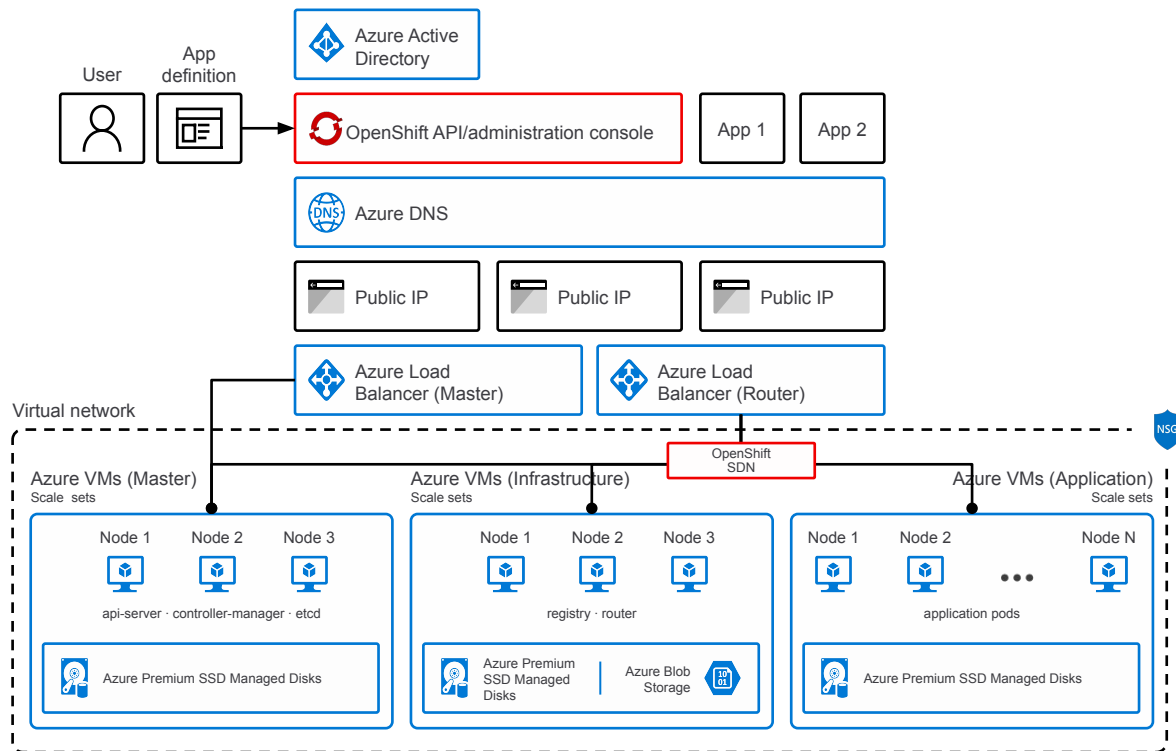 Azure Active
Directory
User
App
definition
OpenShift API/administration console
App 1
App 2
DNS
Azure DNS
Public IP
Public IP
Public IP
Azure Load
Balancer (Master)
Azure Load
Balancer (Router)
Virtual network
NSG
OpenShift
SDN
Azure VMs (Master)
Scale sets
Azure VMs (Infrastructure)
Scale sets
Azure VMs (Application)
Scale sets
Node 1
Node 2
Node 3
api-server · controller-manager · etcd
Azure Premium SSD Managed Disks
Node 1
Node 2
Node 3
registry · router
Azure Premium
SSD Managed
Disks
Azure Blob
Storage
10
01
Node 1
Node 2
Node N
application pods
Azure Premium SSD Managed Disks